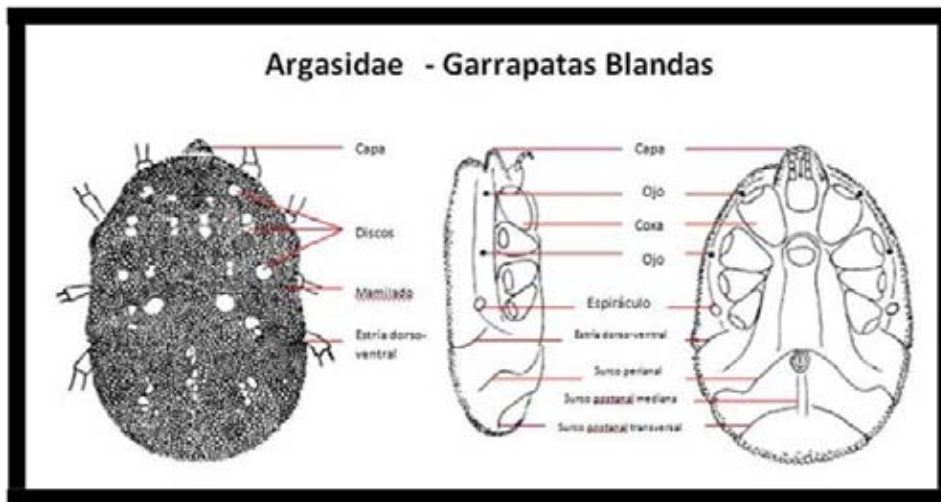 Argasidae - Garrapatas Blandas
Capa
Discos
Mamilado
Estría dorso-
ventral
Capa
Ojo
Coxa
Ojo
Espiráculo
Estría dorso-ventral
Surco perianal
Surco postanal mediana
Surco postanal transversal